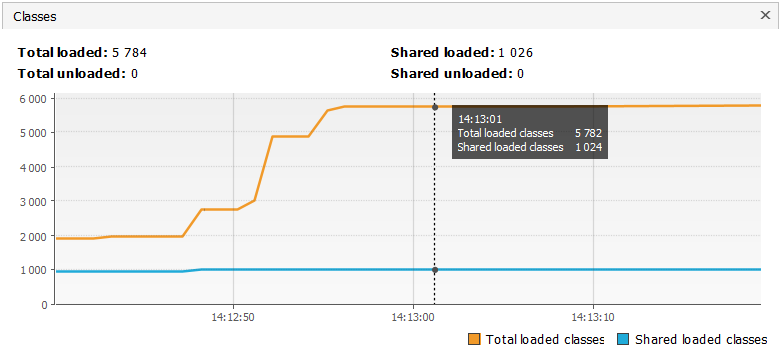 Classes
Total loaded: 5 784 Shared loaded: 1 026
Total unloaded: 0 Shared unloaded: 0
6 000
5 000
4 000
3 000
2 000
1 000
0
14:13:01
Total loaded classes 5 782
Shared loaded classes 1 024
14:12:50 14:13:00 14:13:10
Total loaded classes Shared loaded classes